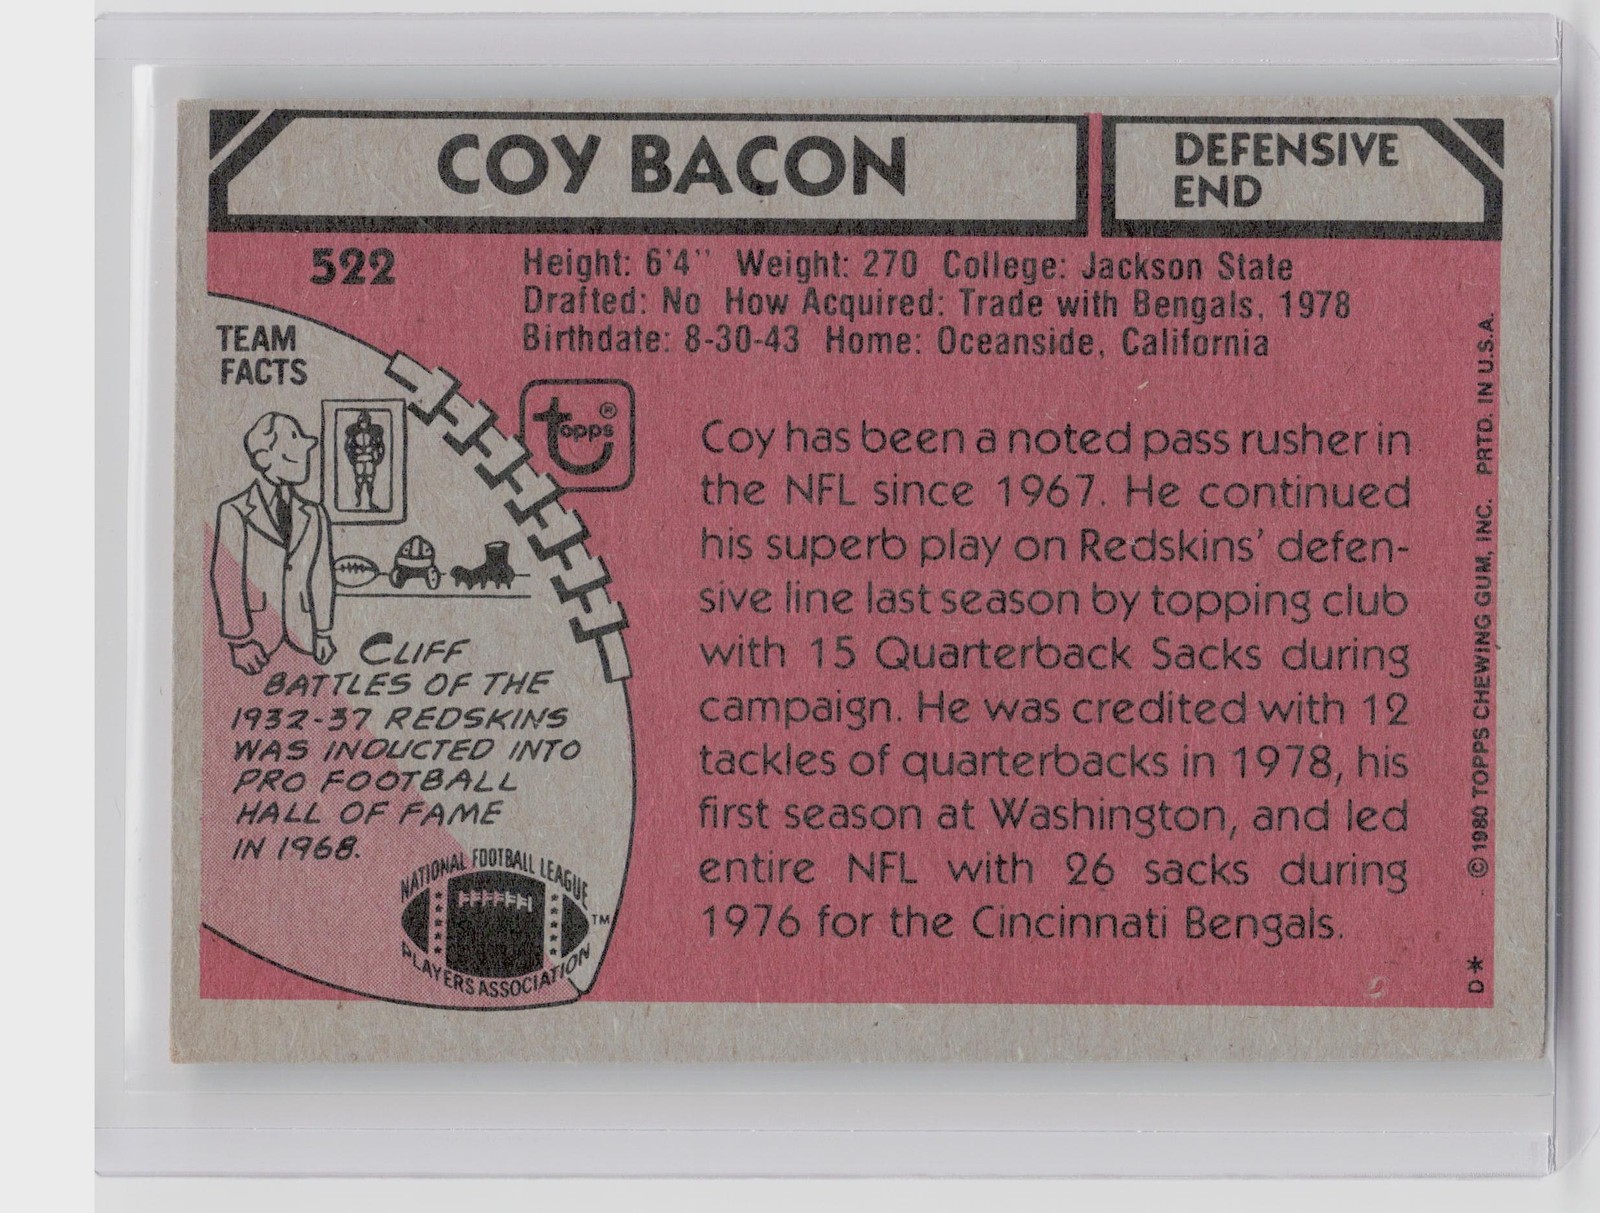 COY BACON
DEFENSIVE
END
522
Height: 6'4" Weight: 270 College: Jackson State
Drafted: No How Acquired: Trade with Bengals, 1978
Birthdate: 8-30-43 Home: Oceanside, California
TEAM
FACTS
topps®
CLIFF
BATTLES OF THE
1932-37 REDSKINS
WAS INDUCTED INTO
PRO FOOTBALL
HALL OF FAME
IN 1968.
NATIONAL FOOTBALL LEAGUE
PLAYERS ASSOCIATION
TM
Coy has been a noted pass rusher in
the NFL since 1967. He continued
his superb play on Redskins' defen-
sive line last season by topping club
with 15 Quarterback Sacks during
campaign. He was credited with 12
tackles of quarterbacks in 1978, his
first season at Washington, and led
entire NFL with 26 sacks during
1976 for the Cincinnati Bengals.
D* ©1980 TOPPS CHEWING GUM, INC. PRTD. IN U.S.A.